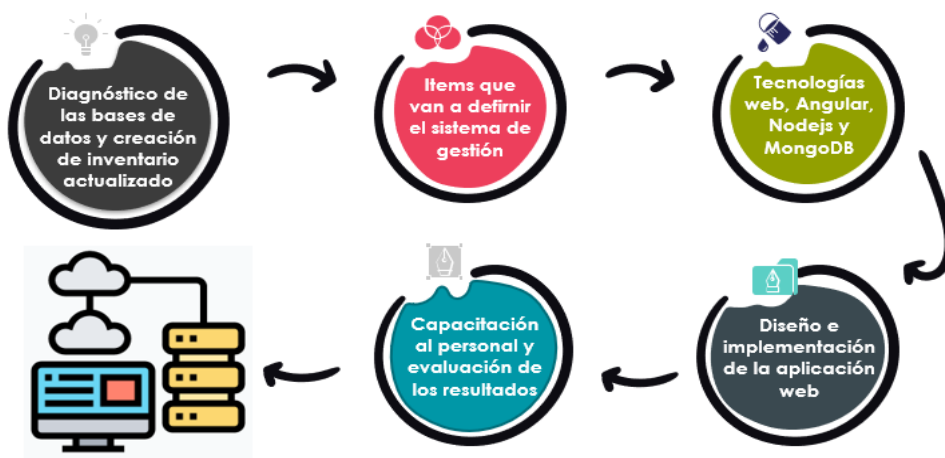 Diagnóstico de
las bases de
datos y creación
de inventario
actualizado
Items que
van a defirnir
el sistema de
gestión
Tecnologías
web, Angular,
Nodejs y
MongoDB
Diseño e
implementación
de la aplicación
web
Capacitación
al personal y
evaluación de
los resultados